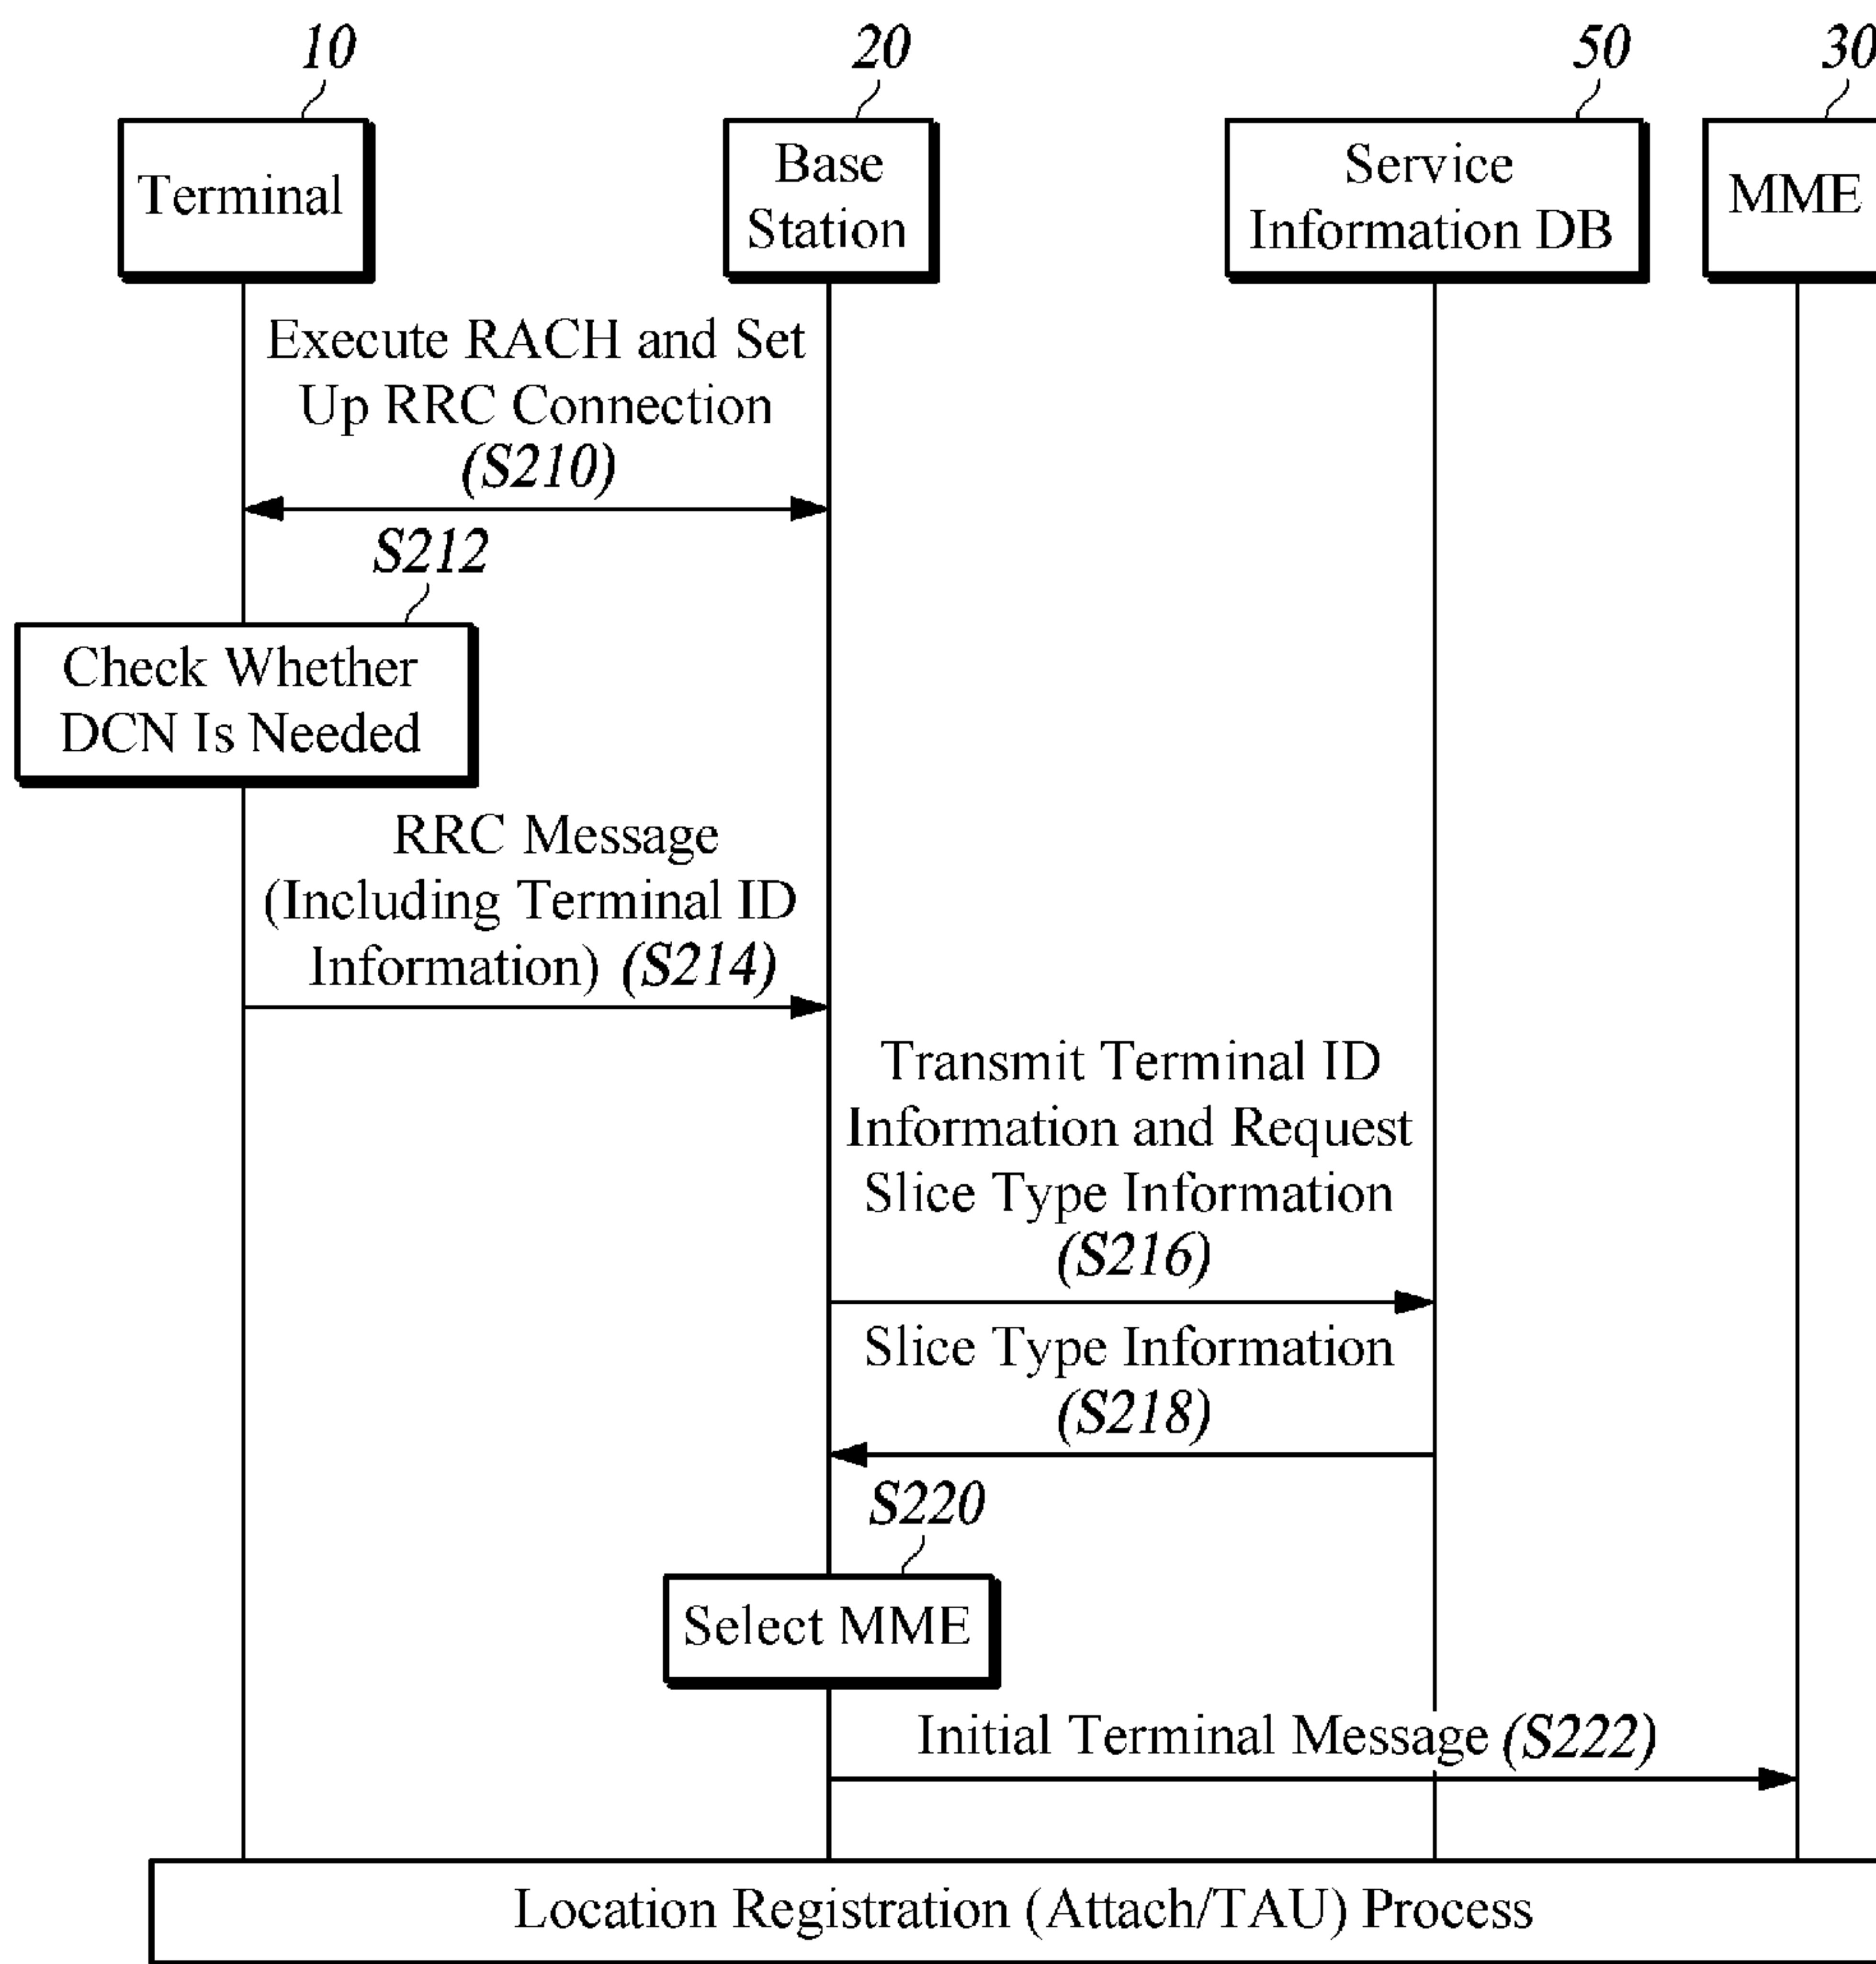 10
20
50
30
Terminal
Base
Station
Service
Information DB
MME
Execute RACH and Set
Up RRC Connection
(S210)
S212
Check Whether
DCN Is Needed
RRC Message
(Including Terminal ID
Information) (S214)
Transmit Terminal ID
Information and Request
Slice Type Information
(S216)
Slice Type Information
(S218)
S220
Select MME
Initial Terminal Message (S222)
Location Registration (Attach/TAU) Process